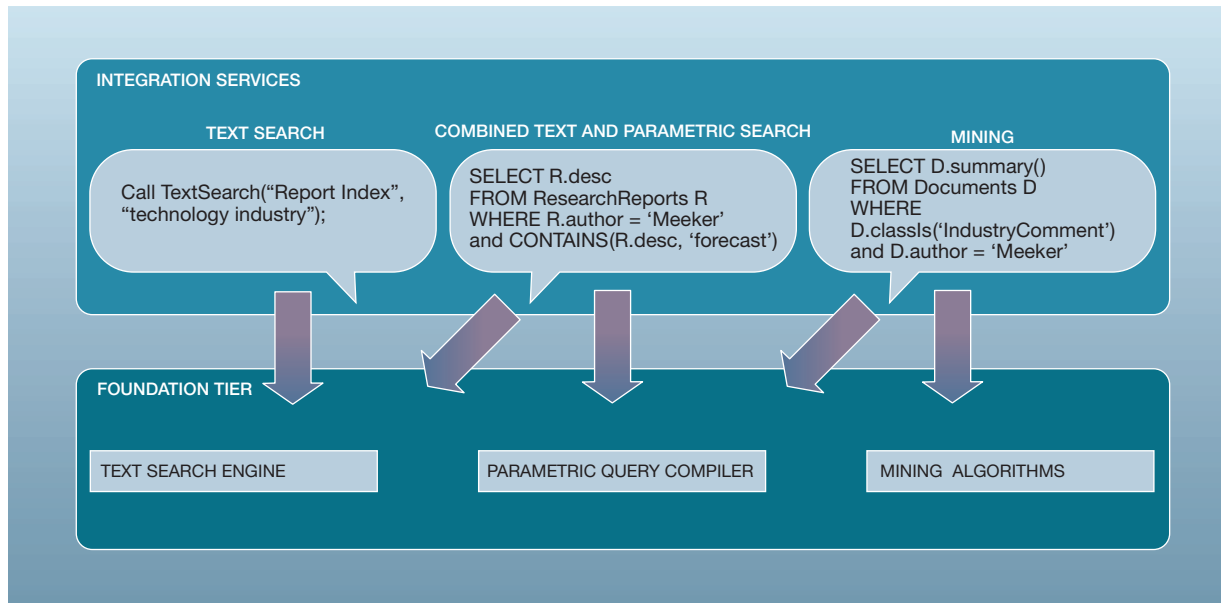 INTEGRATION SERVICES
TEXT SEARCH
Call TextSearch(“Report Index”,
“technology industry”);
COMBINED TEXT AND PARAMETRIC SEARCH
SELECT R.desc
FROM ResearchReports R
WHERE R.author = ‘Meeker’
and CONTAINS(R.desc, ‘forecast’)
MINING
SELECT D.summary()
FROM Documents D
WHERE
D.classIs(‘IndustryComment’)
and D.author = ‘Meeker’
FOUNDATION TIER
TEXT SEARCH ENGINE
PARAMETRIC QUERY COMPILER
MINING ALGORITHMS